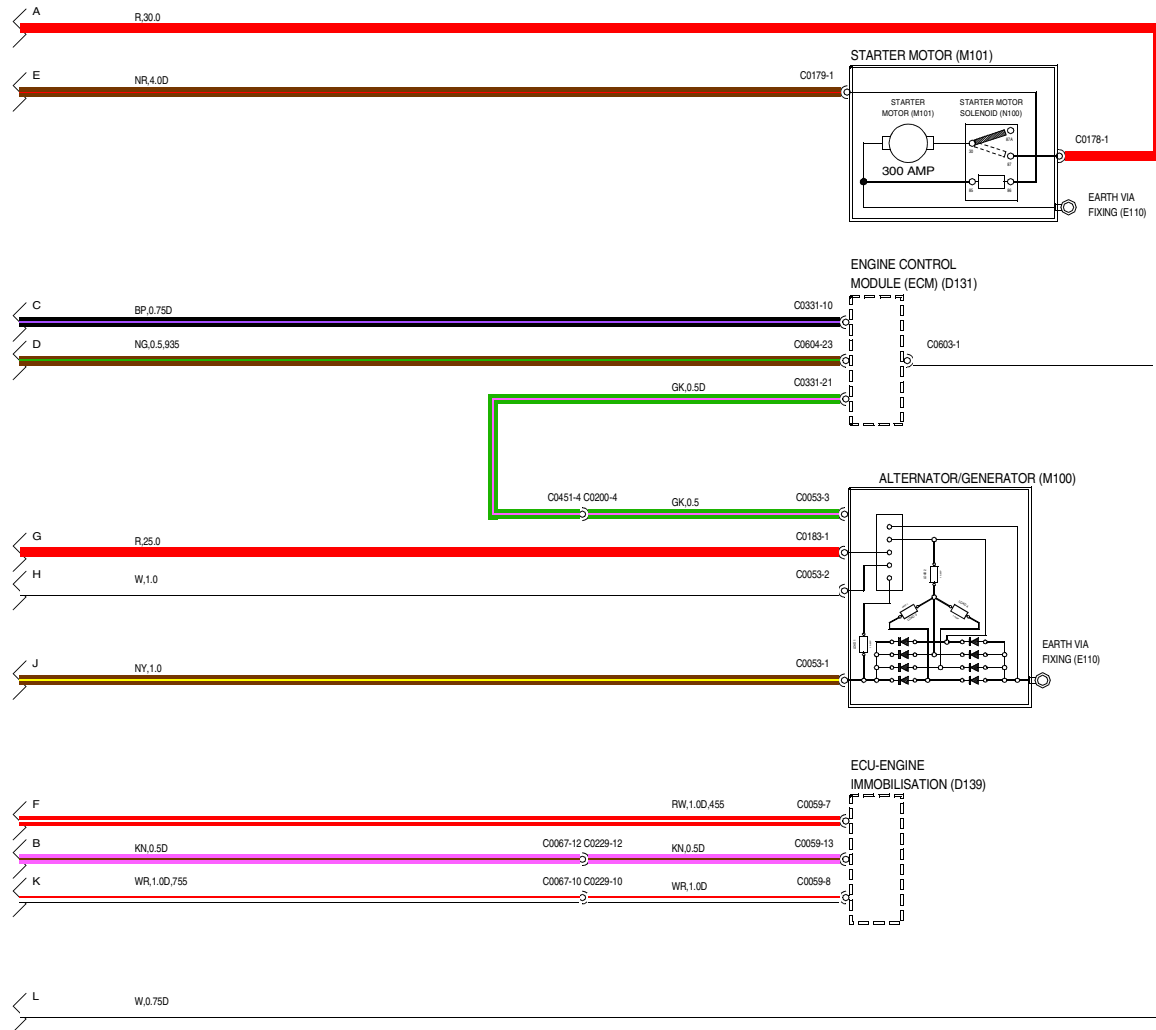 A
R,30.0
STARTER MOTOR (M101)
E
NR,4.0D
C0179-1
STARTER
MOTOR (M101)
STARTER MOTOR
SOLENOID (N100)
87A
30
87
C0178-1
300 AMP
85
86
EARTH VIA
FIXING (E110)
ENGINE CONTROL
MODULE (ECM) (D131)
C
BP,0.75D
C0331-10
D
NG,0.5,935
C0604-23
C0603-1
GK,0.5D
C0331-21
ALTERNATOR/GENERATOR (M100)
C0451-4 C0200-4
GK,0.5
C0053-3
G
R,25.0
C0183-1
H
W,1.0
C0053-2
EARTH VIA
FIXING (E110)
J
NY,1.0
C0053-1
ECU-ENGINE
IMMOBILISATION (D139)
F
RW,1.0D,455
C0059-7
B
KN,0.5D
C0067-12 C0229-12
KN,0.5D
C0059-13
K
WR,1.0D,755
C0067-10 C0229-10
WR,1.0D
C0059-8
L
W,0.75D